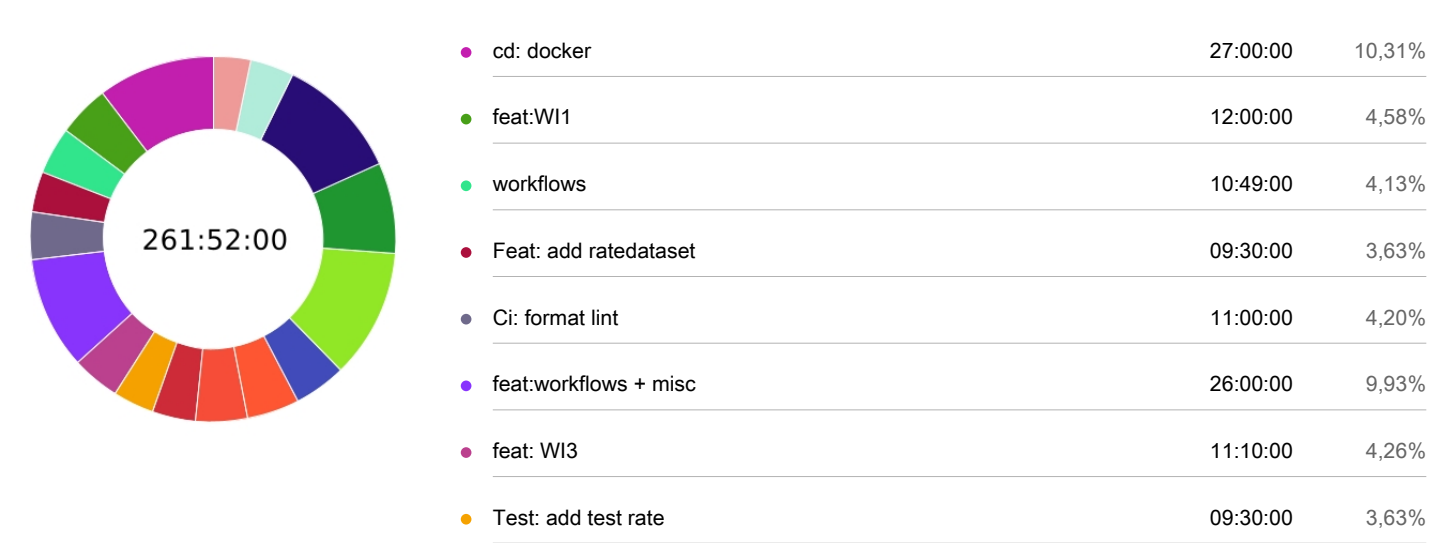 261:52:00
cd: docker 27:00:00 10,31%
feat:WI1 12:00:00 4,58%
workflows 10:49:00 4,13%
Feat: add ratedataset 09:30:00 3,63%
Ci: format lint 11:00:00 4,20%
feat:workflows + misc 26:00:00 9,93%
feat: WI3 11:10:00 4,26%
Test: add test rate 09:30:00 3,63%